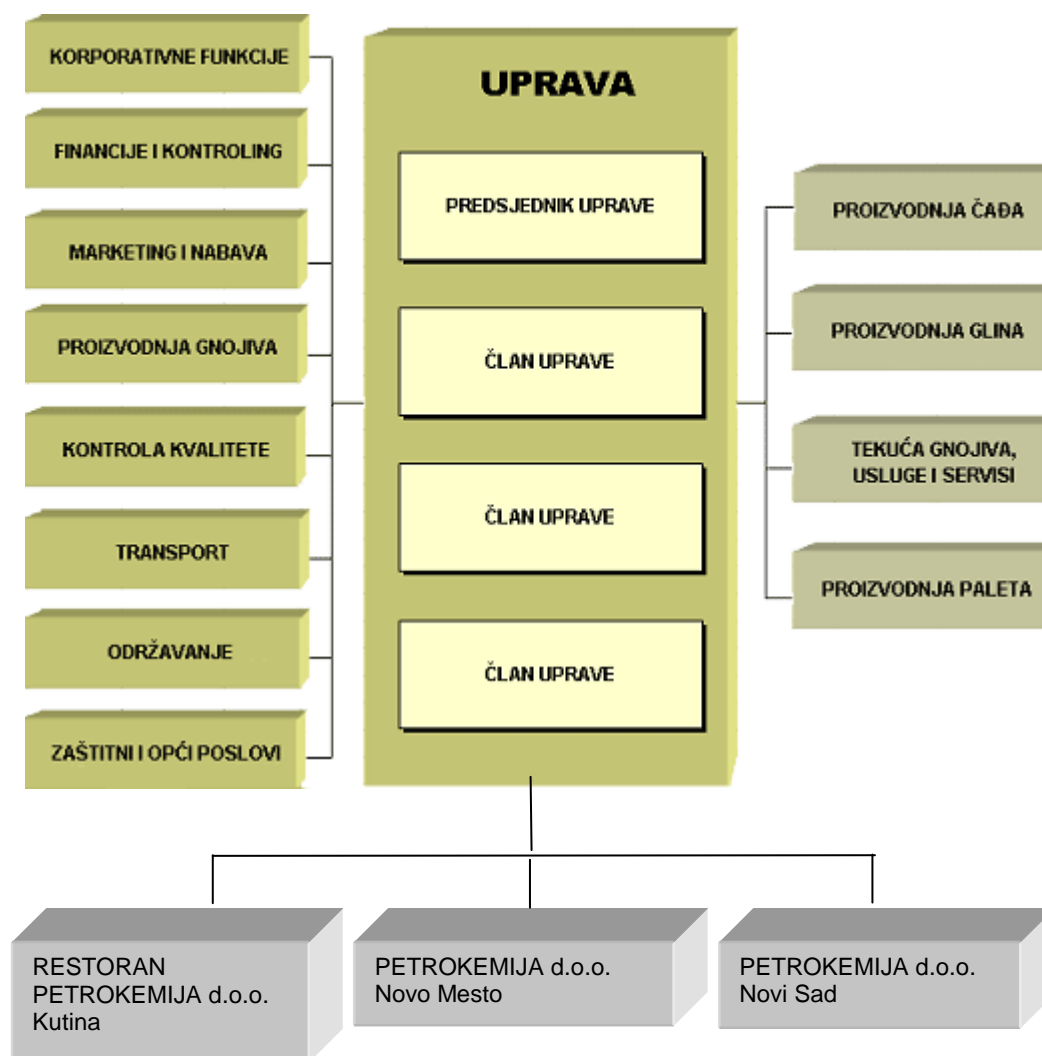 KORPORATIVNE FUNKCIJE
FINANCIJE I KONTROLING
MARKETING I NABAVA
PROIZVODNJA GNOJIVA
KONTROLA KVALITETE
TRANSPORT
ODRŽAVANJE
ZAŠTITNI I OPĆI POSLOVI
UPRAVA
PREDSJEDNIK UPRAVE
ČLAN UPRAVE
ČLAN UPRAVE
ČLAN UPRAVE
PROIZVODNJA ČAĐA
PROIZVODNJA GLINA
TEKUĆA GNOJIVA,
USLUGE I SERVISI
PROIZVODNJA PALETA
RESTORAN
PETROKEMIJA d.o.o.
Kutina
PETROKEMIJA d.o.o.
Novo Mesto
PETROKEMIJA d.o.o.
Novi Sad